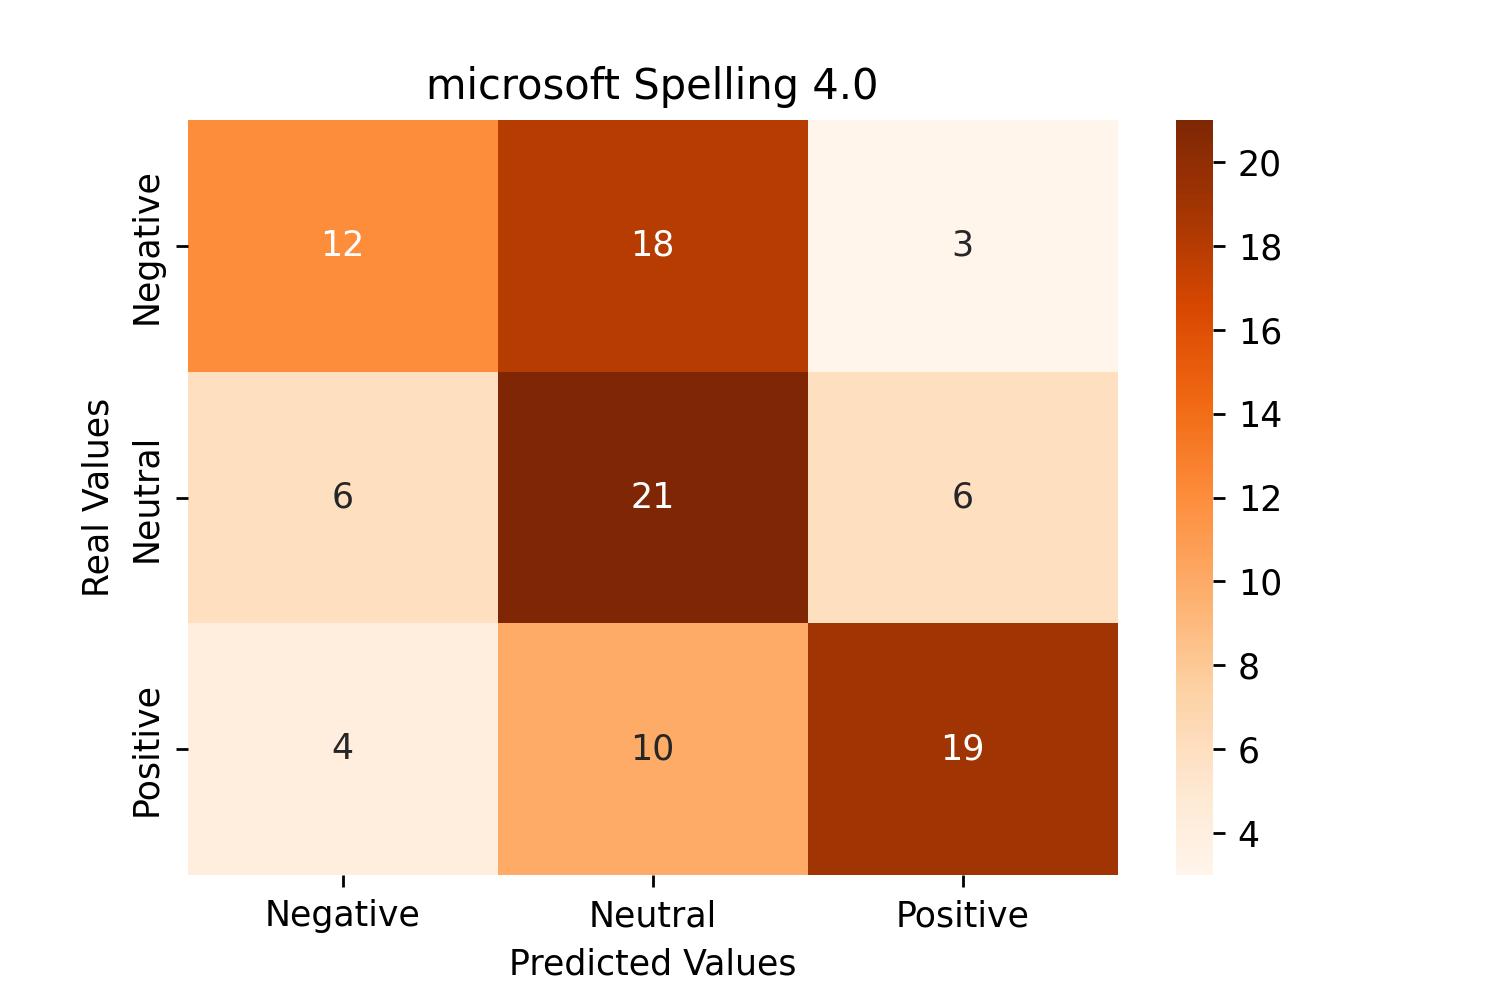 microsoft Spelling 4.0
Real Values
Negative
12 18 3
Neutral
6 21 6
Positive
4 10 19
Negative Neutral Positive
Predicted Values
20
18
16
14
12
10
8
6
4